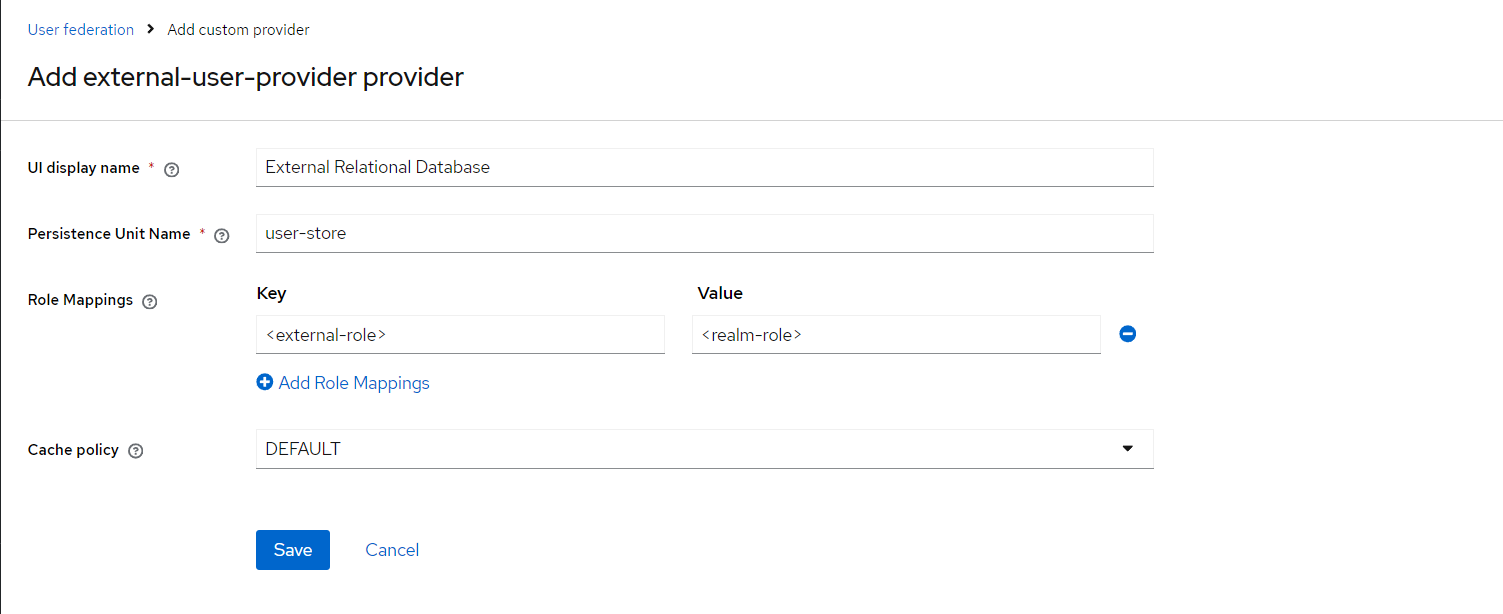 User federation > Add custom provider
Add external-user-provider provider
UI display name * ? External Relational Database
Persistence Unit Name * ? user-store
Role Mappings ? Key Value
<external-role> <realm-role>
Add Role Mappings
Cache policy ? DEFAULT
Save Cancel